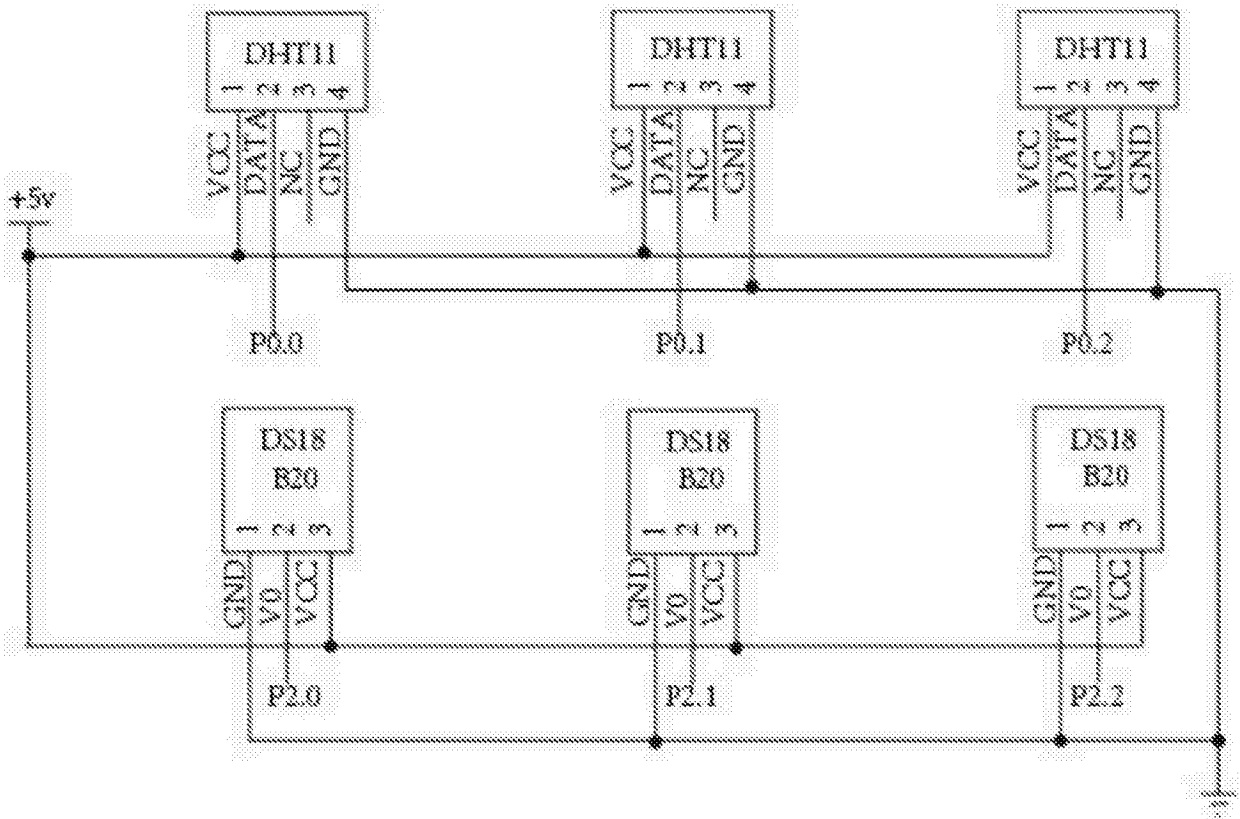 DHT11 DHT11 DHT11
1 2 3 4 1 2 3 4 1 2 3 4
VCC DATA NC GND VCC DATA NC GND VCC DATA NC GND
+5v
P0.0 P0.1 P0.2
DS18 DS18 DS18
B20 B20 B20
1 2 3 1 2 3 1 2 3
GND V0 VCC GND V0 VCC GND V0 VCC
P2.0 P2.1 P2.2